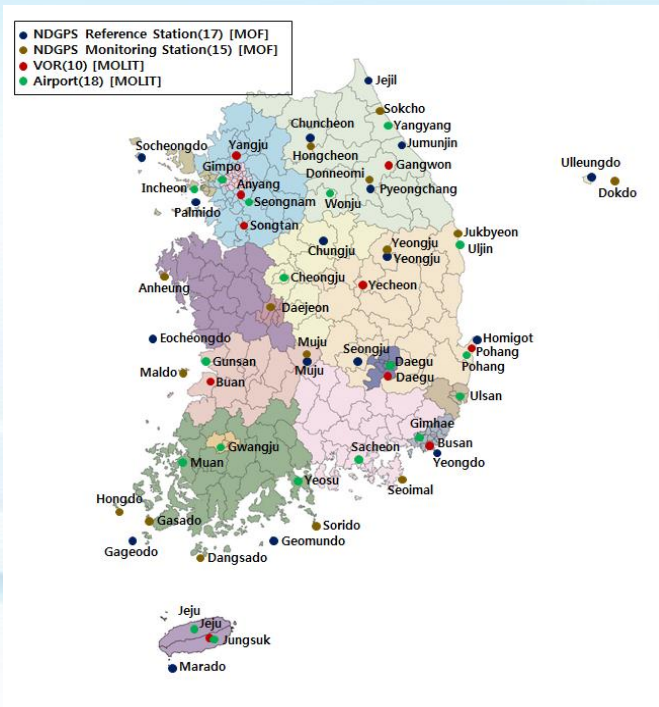 NDGPS Reference Station(17) [MOF]
NDGPS Monitoring Station(15) [MOF]
VOR(10) [MOLIT]
Airport(18) [MOLIT]
Jejil
Sokcho
Yangyang
Chuncheon
Jumunjin
Socheongdo
Yangju
Hongcheon
Gangwon
Gimpo
Donneomi
Ulleungdo
Incheon
Anyang
Pyeongchang
Dokdo
Seongnam
Wonju
Palmido
Songtan
Jukbyeon
Chungju
Yeongju
Uljin
Yeongju
Anheung
Cheongju
Yecheon
Daejeon
Eocheongdo
Muju
Seongju
Homigot
Pohang
Gunsan
Muju
Daegu
Pohang
Maldo
Buan
Daegu
Ulsan
Gimhae
Gwangju
Sacheon
Busan
Muan
Yeongdo
Yeosu
Seoimal
Hongdo
Gasado
Sorido
Gageodo
Geomundo
Dangsado
Jeju
Jeju
Jungsuk
Marado